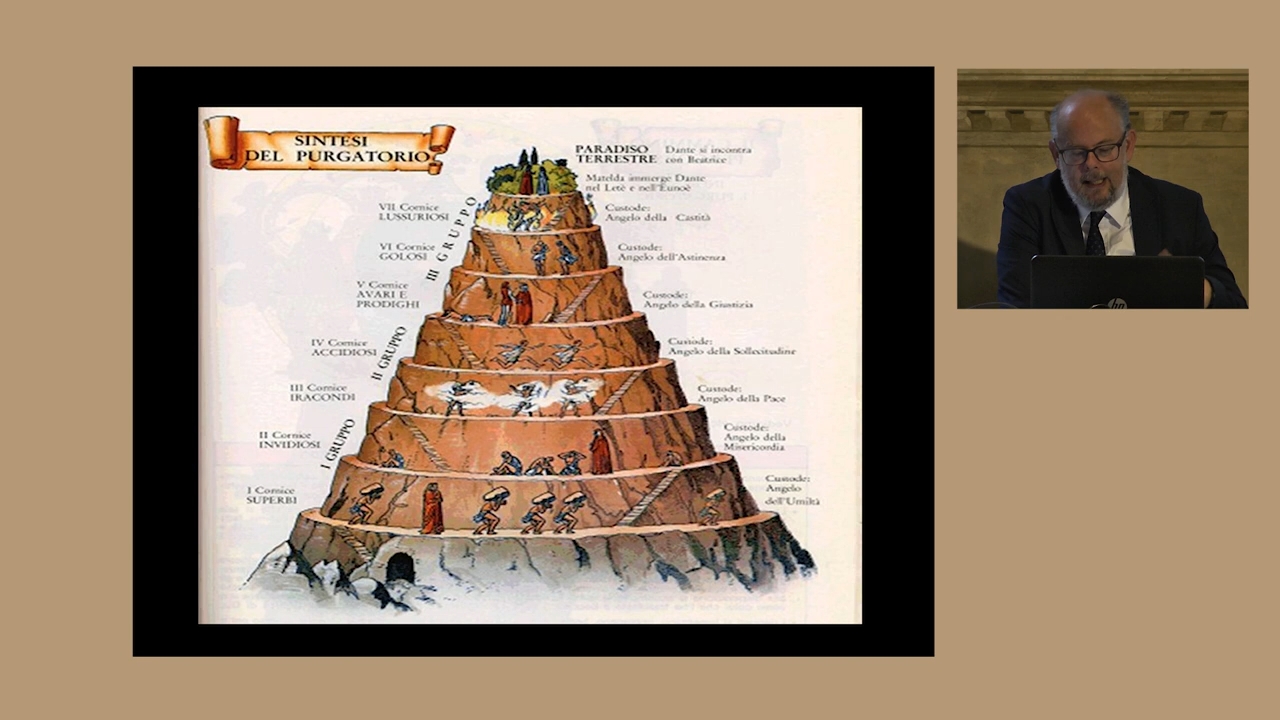 SINTESI
DEL PURGATORIO
PARADISO
TERRESTRE
Dante si incontra
con Beatrice
Matelda immerge Dante
nel Letè e nell'Eunoè
VII Cornice
LUSSURIOSI
Custode:
Angelo della Castità
III GRUPPO
VI Cornice
GOLOSI
Custode:
Angelo dell'Astinenza
V Cornice
AVARI E
PRODIGHI
Custode:
Angelo della Giustizia
II GRUPPO
IV Cornice
ACCIDIOSI
Custode:
Angelo della Sollecitudine
III Cornice
IRACONDI
Custode:
Angelo della Pace
I GRUPPO
II Cornice
INVIDIOSI
Custode:
Angelo della
Misericordia
I Cornice
SUPERBI
Custode:
Angelo
dell'Umiltà
hp